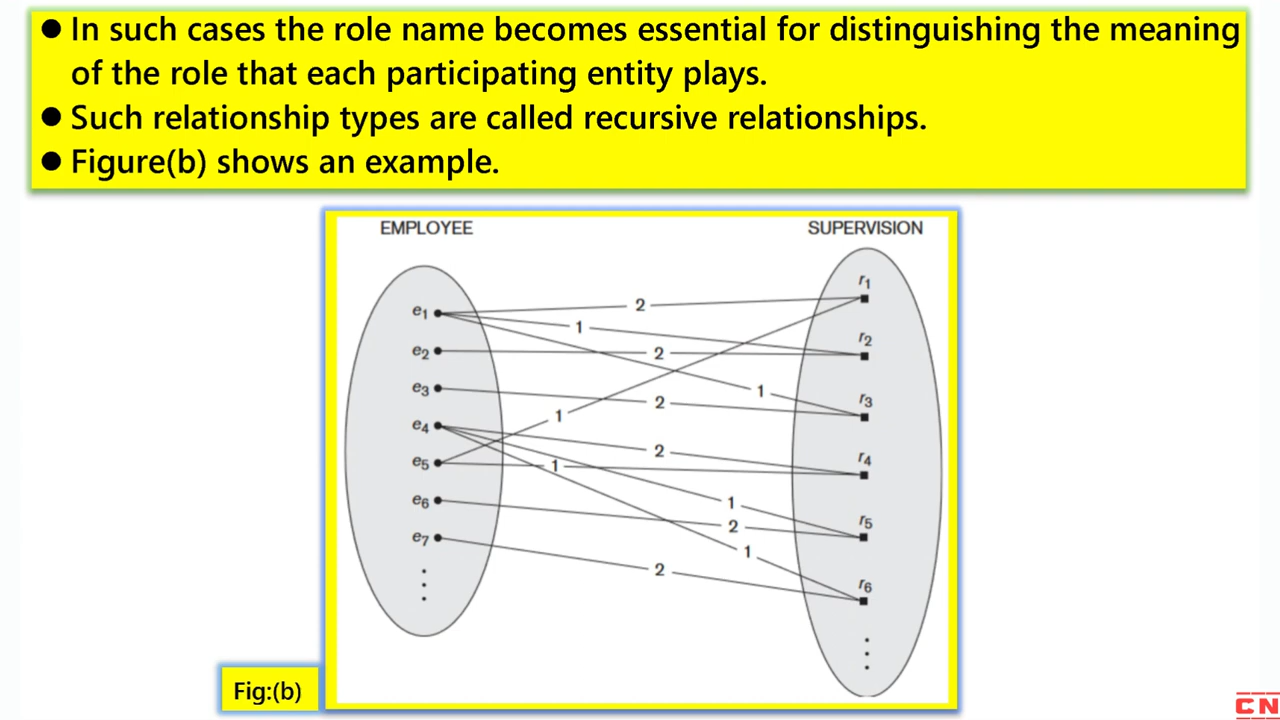 ● In such cases the role name becomes essential for distinguishing the meaning
of the role that each participating entity plays.
● Such relationship types are called recursive relationships.
● Figure(b) shows an example.
EMPLOYEE
SUPERVISION
e1
e2
e3
e4
e5
e6
e7
2
1
2
1
2
1
2
1
1
2
1
2
r1
r2
r3
r4
r5
r6
Fig:(b)
CN